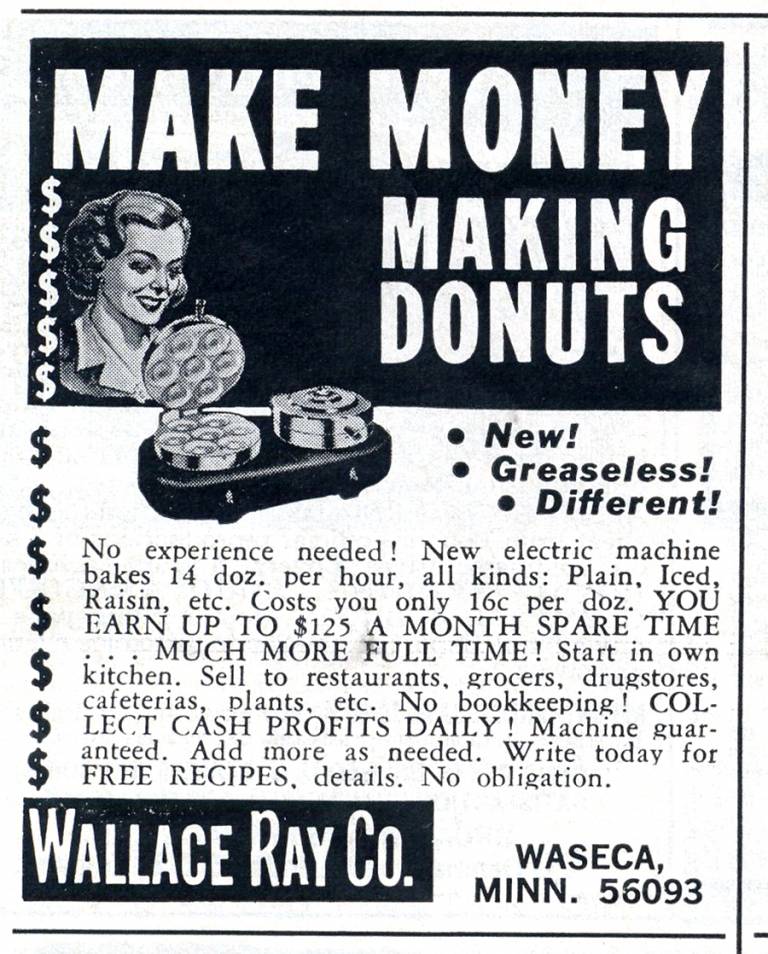 MAKE MONEY
MAKING
DONUTS
$
$
$
$
$
$
$
$
$
$
$
$
• New!
• Greaseless!
• Different!
No experience needed! New electric machine
bakes 14 doz. per hour, all kinds: Plain, Iced,
Raisin, etc. Costs you only 16c per doz. YOU
EARN UP TO $125 A MONTH SPARE TIME
. . . MUCH MORE FULL TIME! Start in own
kitchen. Sell to restaurants, grocers, drugstores,
cafeterias, plants, etc. No bookkeeping! COL-
LECT CASH PROFITS DAILY! Machine guar-
anteed. Add more as needed. Write today for
FREE RECIPES, details. No obligation.
WALLACE RAY CO.
WASECA,
MINN. 56093